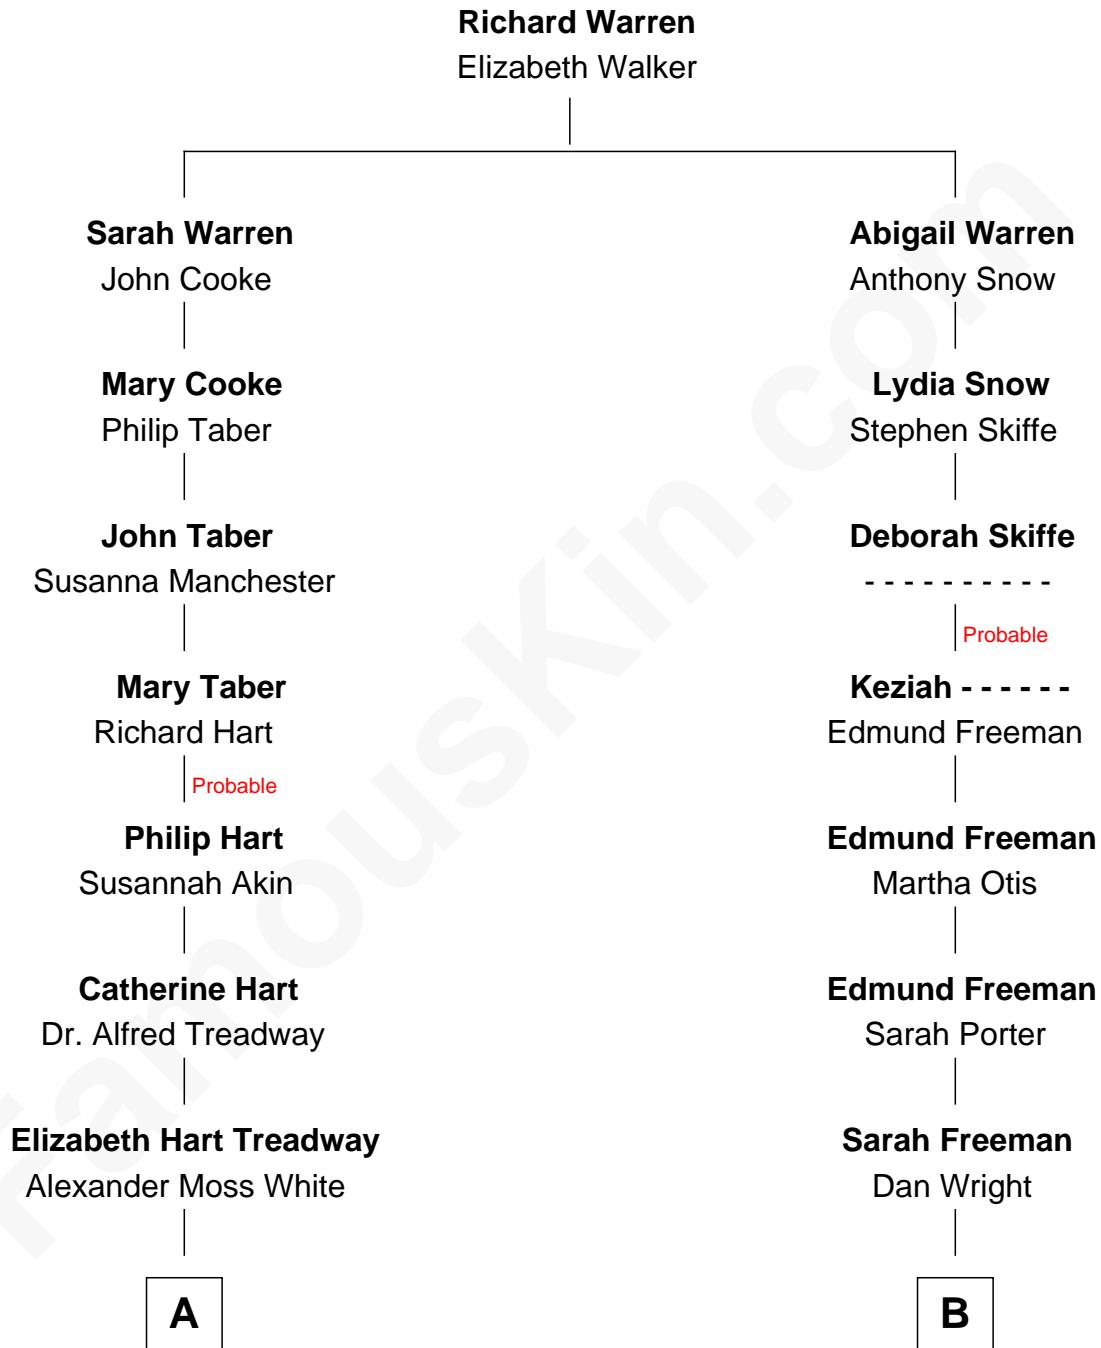 Richard Warren
Elizabeth Walker
Sarah Warren
John Cooke
Mary Cooke
Philip Taber
John Taber
Susanna Manchester
Mary Taber
Richard Hart
Probable
Philip Hart
Susannah Akin
Catherine Hart
Dr. Alfred Treadway
Elizabeth Hart Treadway
Alexander Moss White
A
Abigail Warren
Anthony Snow
Lydia Snow
Stephen Skiffe
Deborah Skiffe
- - - - - - - - - -
Probable
Keziah - - - - - -
Edmund Freeman
Edmund Freeman
Martha Otis
Edmund Freeman
Sarah Porter
Sarah Freeman
Dan Wright
B
FamousKin.com